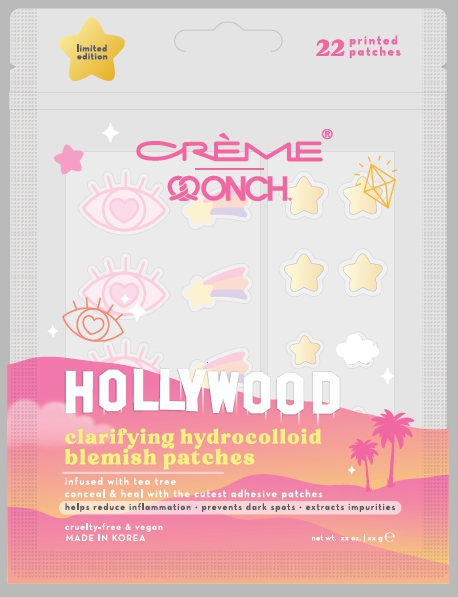 limited
edition
22 printed
patches
CRÈME®
SHOP × ONCH.
HOLLYWOOD
clarifying hydrocolloid
blemish patches
infused with tea tree
conceal & heal with the cutest adhesive patches
helps reduce inflammation • prevents dark spots • extracts impurities
cruelty-free & vegan
MADE IN KOREA
net wt. xx oz. | xx g ℮